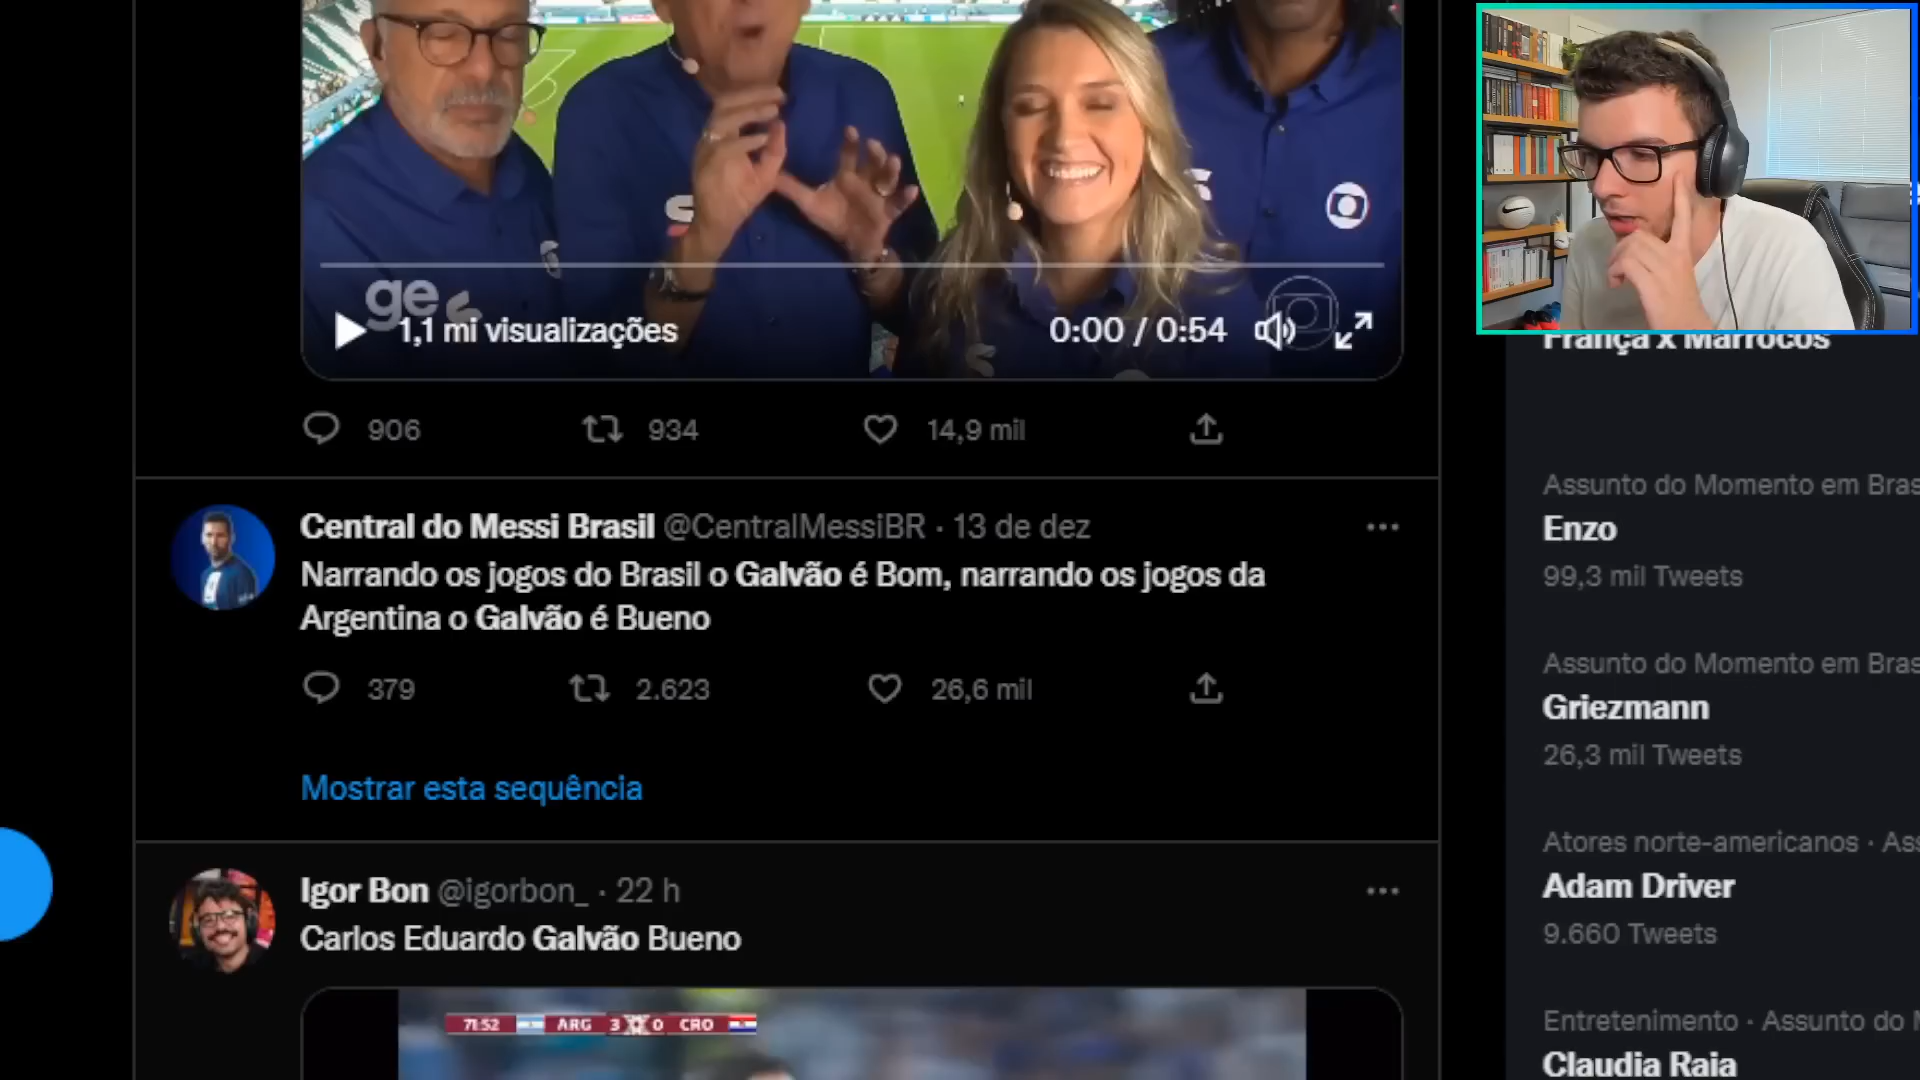 ge
1,1 mi visualizações
0:00 / 0:54
906
934
14,9 mil
Central do Messi Brasil @CentralMessiBR · 13 de dez
Narrando os jogos do Brasil o Galvão é Bom, narrando os jogos da
Argentina o Galvão é Bueno
379
2.623
26,6 mil
Mostrar esta sequência
Igor Bon @igorbon_ · 22 h
Carlos Eduardo Galvão Bueno
71:52 ARG 3 0 CRO
França x Marrocos
Assunto do Momento em Bras
Enzo
99,3 mil Tweets
Assunto do Momento em Bras
Griezmann
26,3 mil Tweets
Atores norte-americanos · Ass
Adam Driver
9.660 Tweets
Entretenimento · Assunto do M
Claudia Raia